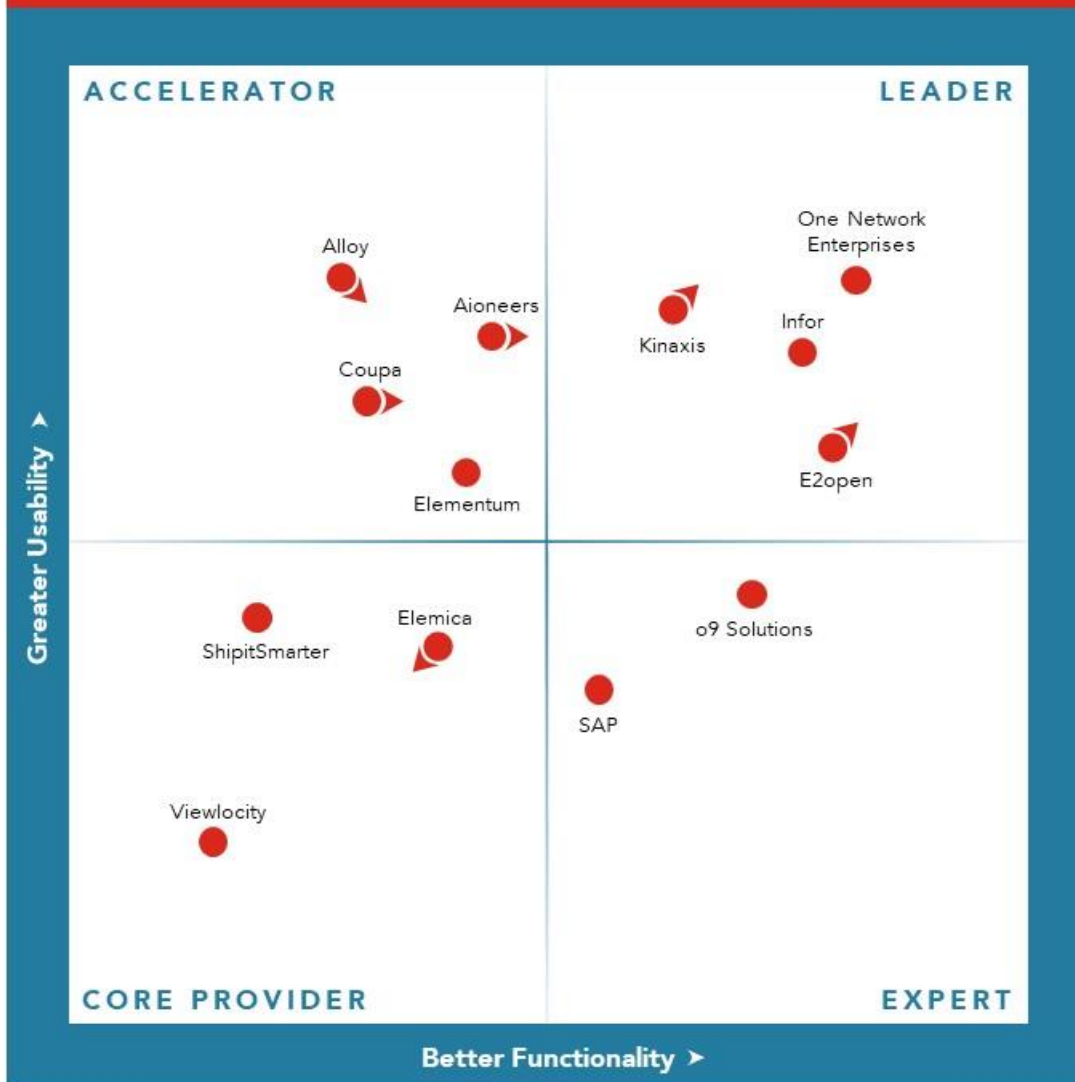 ACCELERATOR
LEADER
One Network
Enterprises
Alloy
Aioneers
Infor
Kinaxis
Coupa
E2open
Elementum
Greater Usability ➤
Elemica
o9 Solutions
ShipitSmarter
SAP
Viewlocity
CORE PROVIDER
EXPERT
Better Functionality ➤